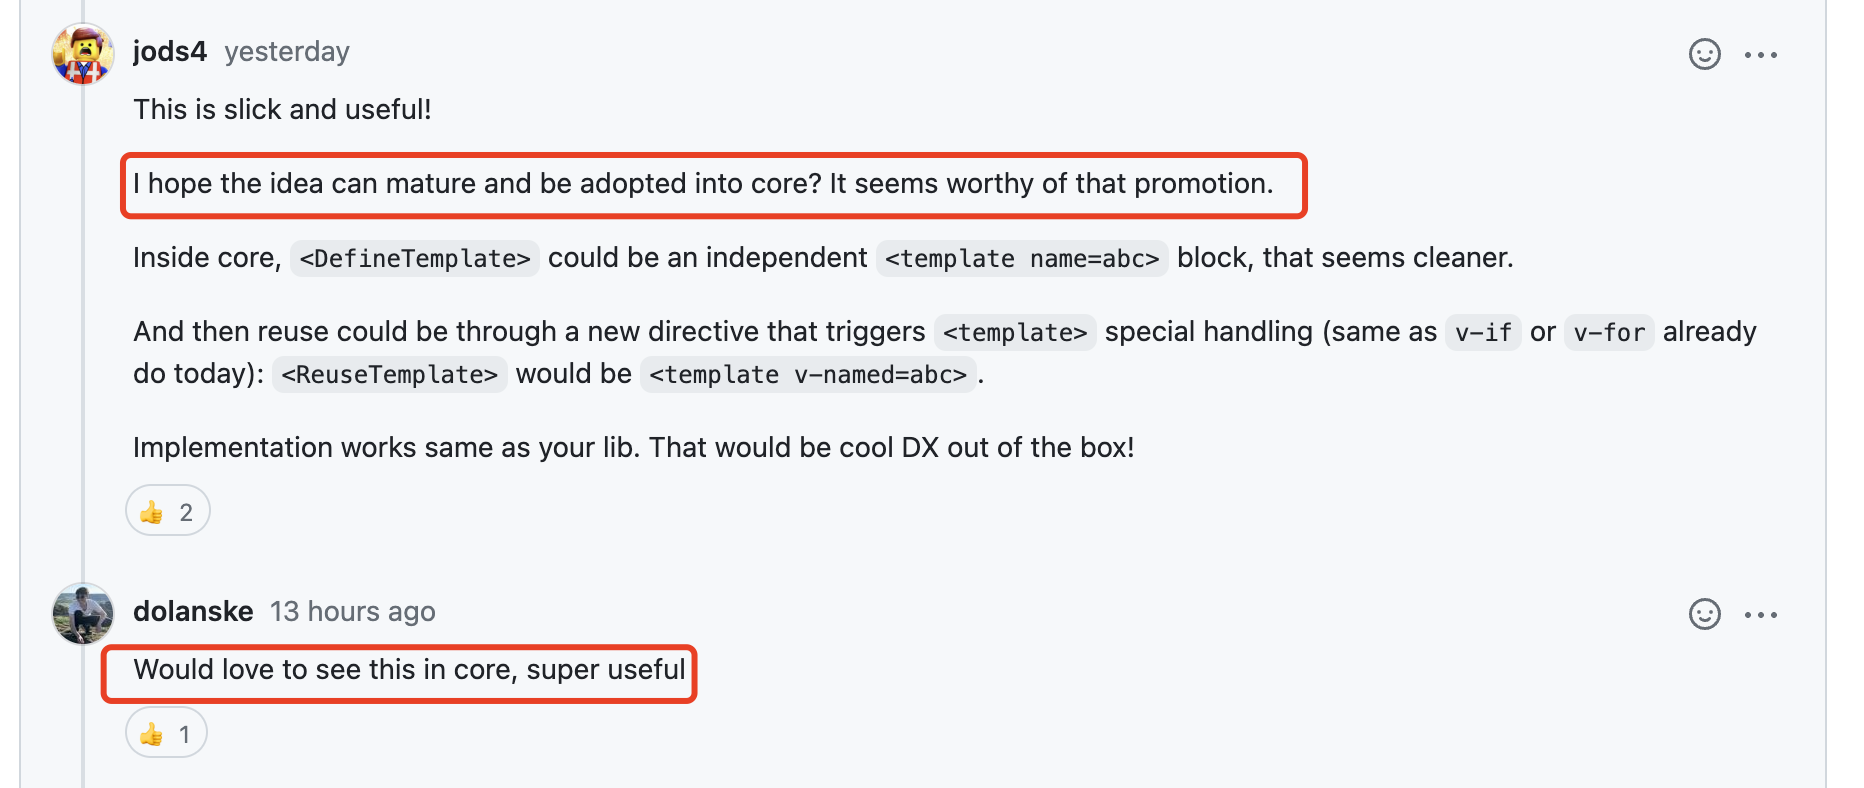 jods4 yesterday
This is slick and useful!
I hope the idea can mature and be adopted into core? It seems worthy of that promotion.
Inside core, <DefineTemplate> could be an independent <template name=abc> block, that seems cleaner.
And then reuse could be through a new directive that triggers <template> special handling (same as v-if or v-for already
do today): <ReuseTemplate> would be <template v-named=abc>.
Implementation works same as your lib. That would be cool DX out of the box!
👍 2
dolanske 13 hours ago
Would love to see this in core, super useful
👍 1